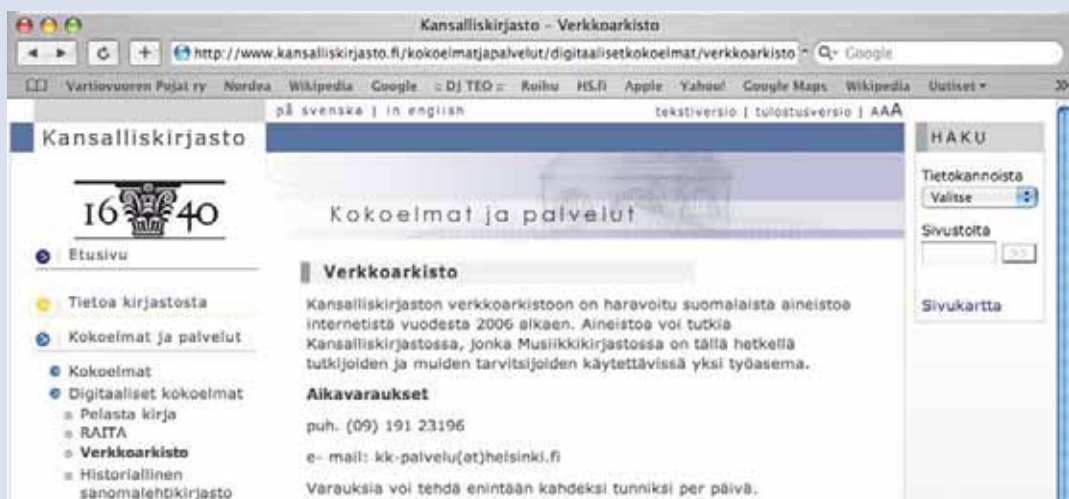 Kansalliskirjasto – Verkkoarkisto
http://www.kansalliskirjasto.fi/kokoelmatjapalvelut/digitaalisetkokoelmat/verkkoarkisto
Google
Vartiovuoren Pojat ry Nordea Wikipedia Google :: DJ TEO :: Roihu HS.fi Apple Yahoo! Google Maps Wikipedia Uutiset
på svenska | in english
tekstiversio | tulostusversio | AAA
Kansalliskirjasto
1640
Kokoelmat ja palvelut
Etusivu
Tietoa kirjastosta
Kokoelmat ja palvelut
Kokoelmat
Digitaaliset kokoelmat
Pelasta kirja
RAITA
Verkkoarkisto
Historiallinen
sanomalehtikirjasto
Verkkoarkisto
Kansalliskirjaston verkkoarkistoon on haravoitu suomalaista aineistoa
internetistä vuodesta 2006 alkaen. Aineistoa voi tutkia
Kansalliskirjastossa, jonka Musiikkikirjastossa on tällä hetkellä
tutkijoiden ja muiden tarvitsijoiden käytettävissä yksi työasema.
Aikavaraukset
puh. (09) 191 23196
e- mail: kk-palvelu(at)helsinki.fi
Varauksia voi tehdä enintään kahdeksi tunniksi per päivä.
HAKU
Tietokannoista
Valitse
Sivustolta
>>
Sivukartta